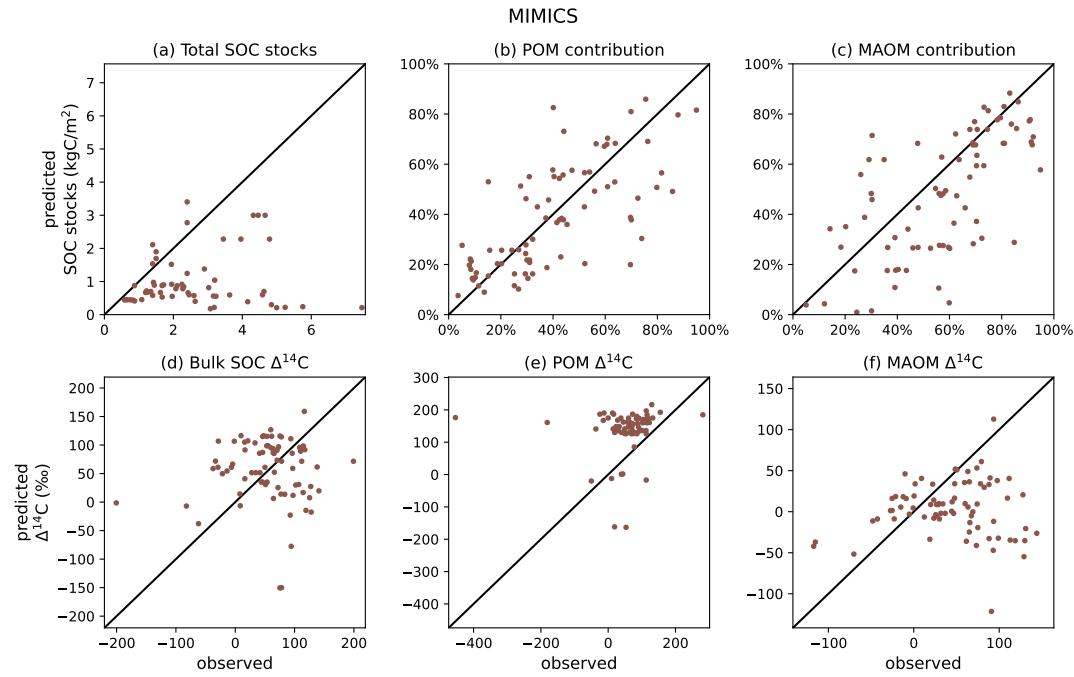 MIMICS
(a) Total SOC stocks
(b) POM contribution
(c) MAOM contribution
predicted
SOC stocks (kgC/m²)
7
6
5
4
3
2
1
0
0 2 4 6
100%
80%
60%
40%
20%
0%
0% 20% 40% 60% 80% 100%
100%
80%
60%
40%
20%
0%
0% 20% 40% 60% 80% 100%
(d) Bulk SOC Δ¹⁴C
(e) POM Δ¹⁴C
(f) MAOM Δ¹⁴C
predicted
Δ¹⁴C (‰)
200
150
100
50
0
−50
−100
−150
−200
−200 −100 0 100 200
observed
300
200
100
0
−100
−200
−300
−400
−400 −200 0 200
observed
150
100
50
0
−50
−100
−100 0 100
observed